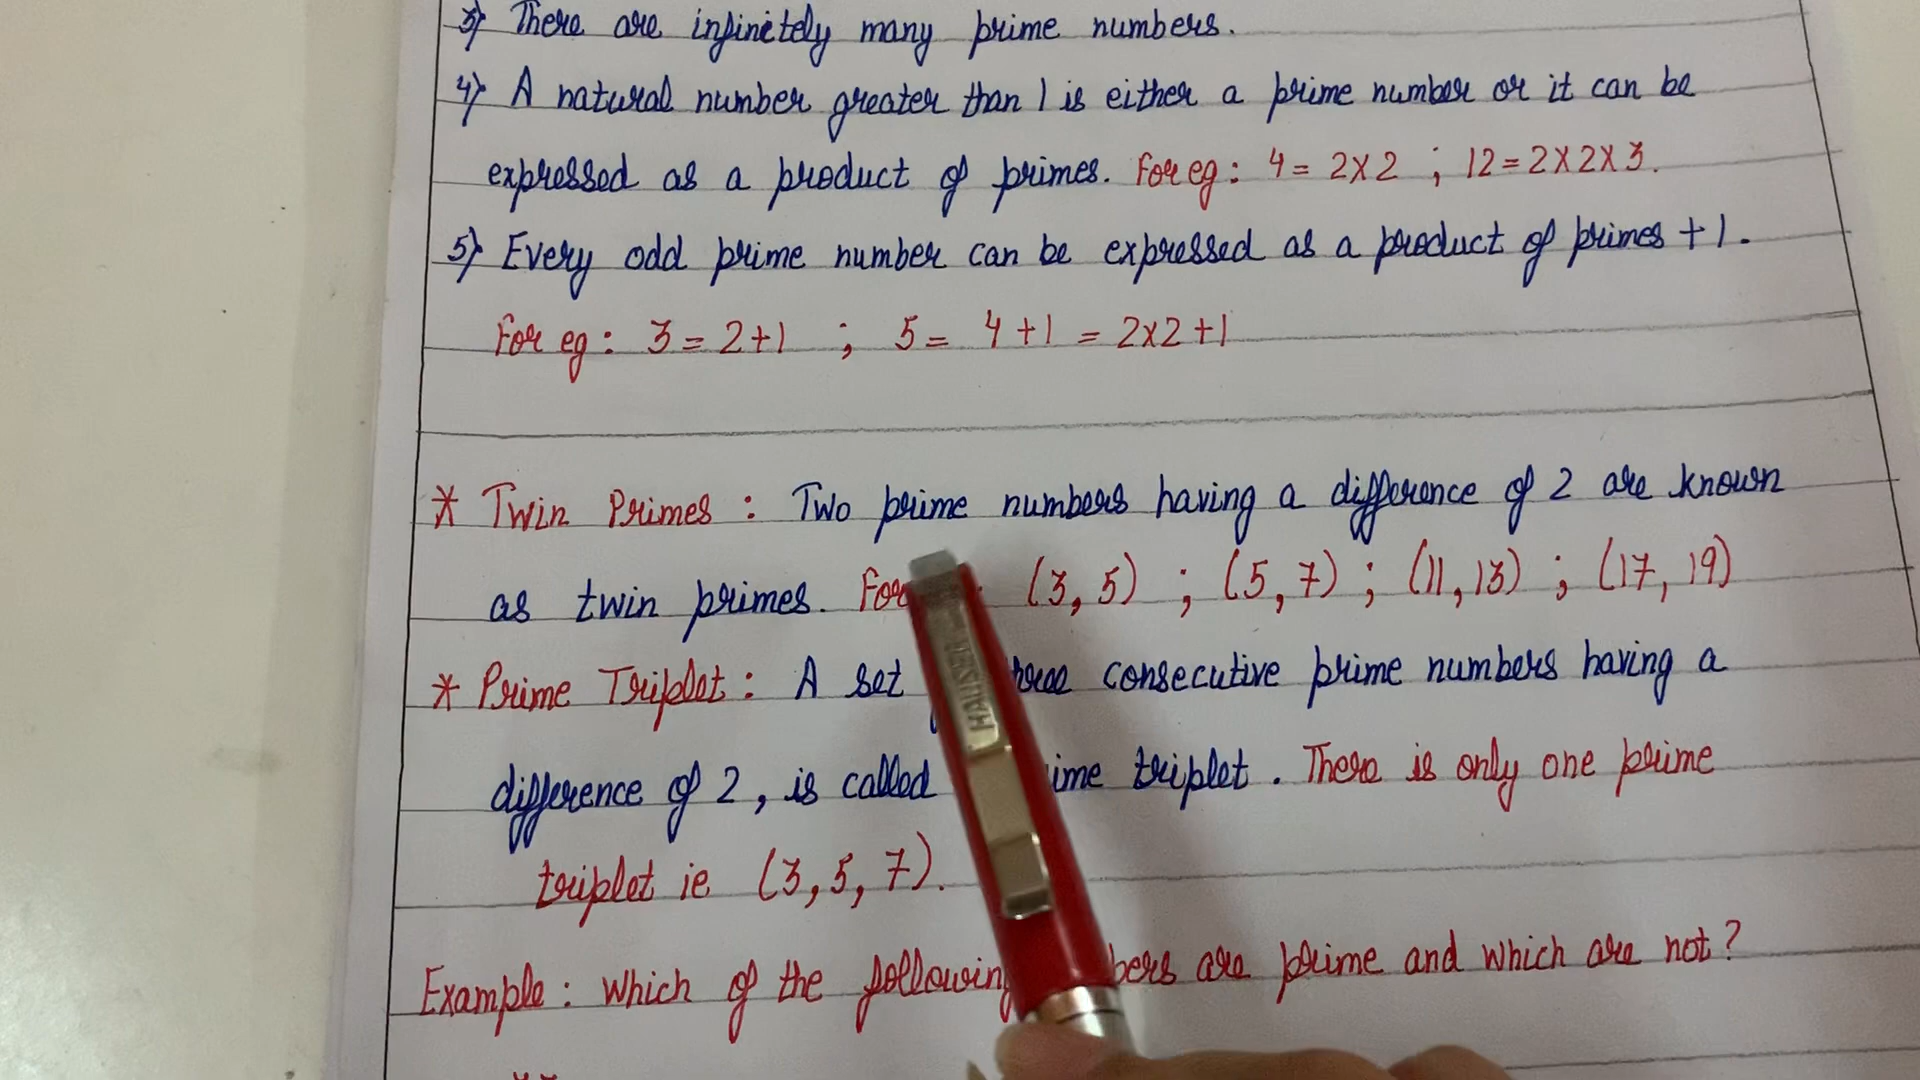 3) There are infinitely many prime numbers.
4) A natural number greater than 1 is either a prime number or it can be
expressed as a product of primes. For eg: 4 = 2X2 ; 12 = 2X2X3.
5) Every odd prime number can be expressed as a product of primes + 1.
For eg: 3 = 2+1 ; 5 = 4+1 = 2x2+1
* Twin Primes : Two prime numbers having a difference of 2 are known
as twin primes. For (3, 5) ; (5, 7) ; (11, 13) ; (17, 19)
* Prime Triplet : A set consecutive prime numbers having a
difference of 2, is called triplet. There is only one prime
triplet ie (3, 5, 7).
Example : Which of the following are prime and which are not?